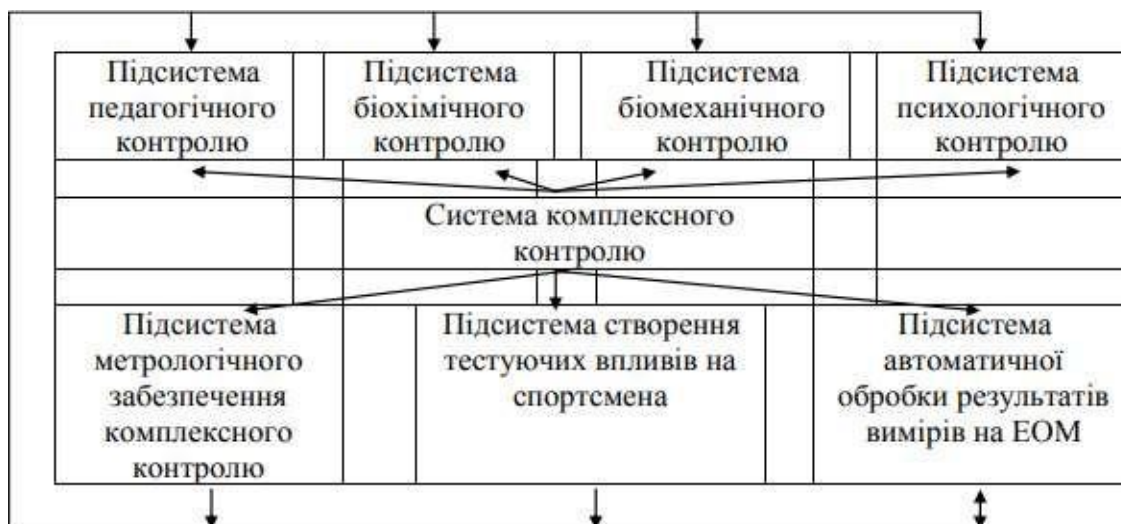 Підсистема
педагогічного
контролю
Підсистема
біохімічного
контролю
Підсистема
біомеханічного
контролю
Підсистема
психологічного
контролю
Система комплексного
контролю
Підсистема
метрологічного
забезпечення
комплексного
контролю
Підсистема створення
тестуючих впливів на
спортсмена
Підсистема
автоматичної
обробки результатів
вимірів на ЕОМ